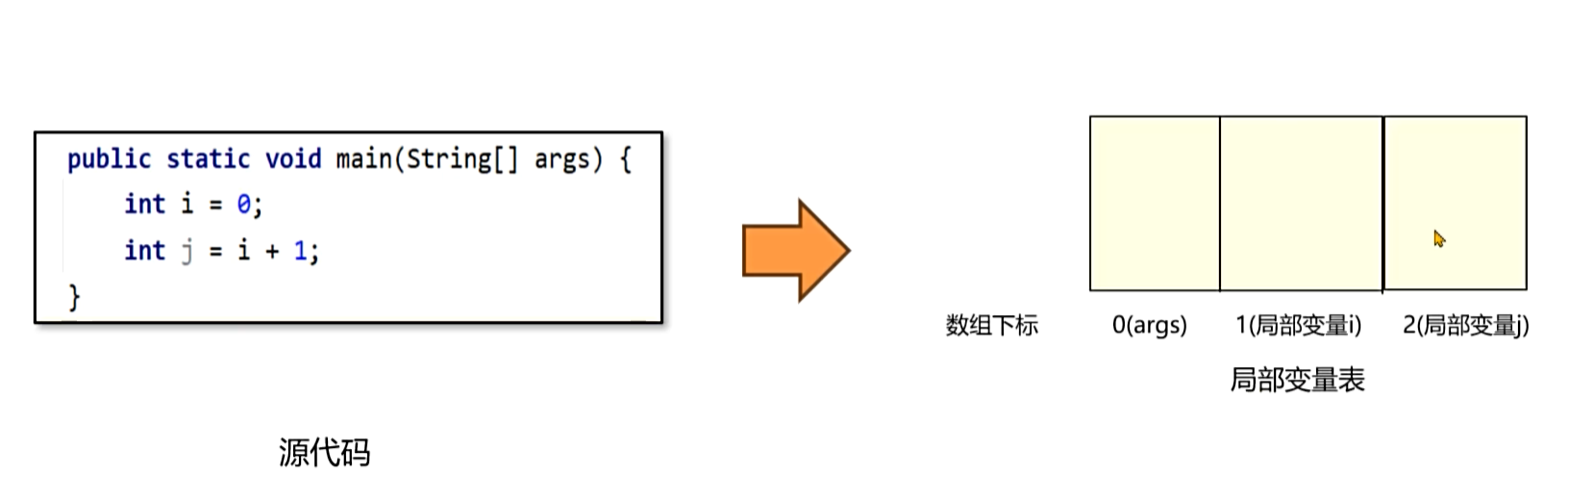 public static void main(String[] args) {
int i = 0;
int j = i + 1;
}
源代码
数组下标 0(args) 1(局部变量i) 2(局部变量j)
局部变量表